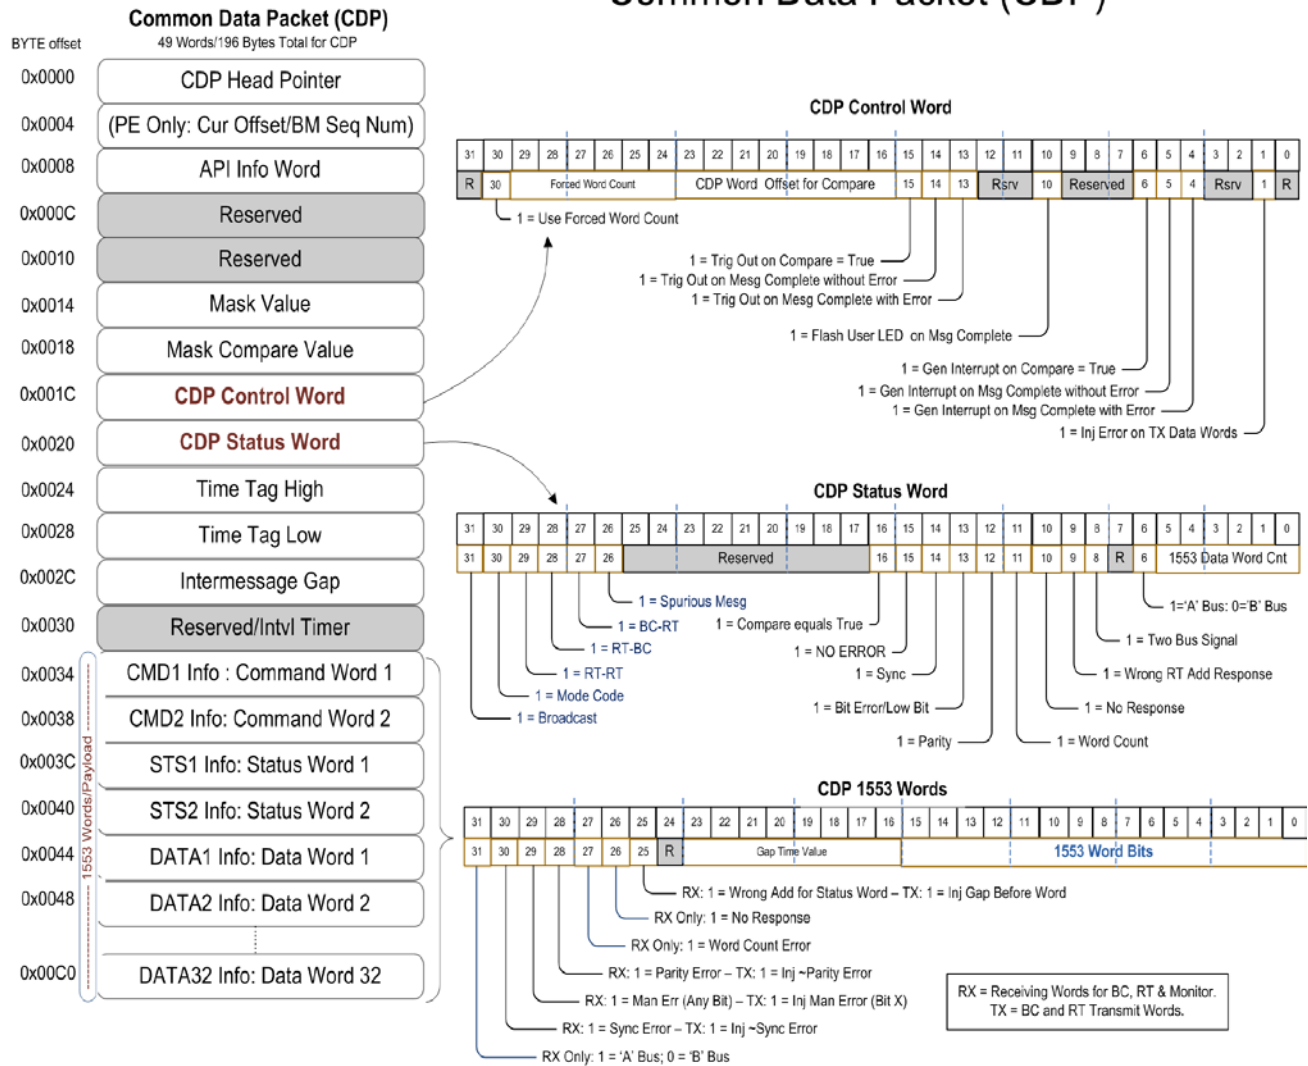 Common Data Packet (CDP)
Common Data Packet (CDP)
49 Words/196 Bytes Total for CDP
BYTE offset
0x0000 CDP Head Pointer
0x0004 (PE Only: Cur Offset/BM Seq Num)
0x0008 API Info Word
0x000C Reserved
0x0010 Reserved
0x0014 Mask Value
0x0018 Mask Compare Value
0x001C CDP Control Word
0x0020 CDP Status Word
0x0024 Time Tag High
0x0028 Time Tag Low
0x002C Intermessage Gap
0x0030 Reserved/Intvl Timer
0x0034 CMD1 Info : Command Word 1
0x0038 CMD2 Info: Command Word 2
0x003C STS1 Info: Status Word 1
0x0040 STS2 Info: Status Word 2
0x0044 DATA1 Info: Data Word 1
0x0048 DATA2 Info: Data Word 2
0x00C0 DATA32 Info: Data Word 32
1553 Words/Payload
CDP Control Word
31 30 29 28 27 26 25 24 23 22 21 20 19 18 17 16 15 14 13 12 11 10 9 8 7 6 5 4 3 2 1 0
R 30 Forced Word Count CDP Word Offset for Compare 15 14 13 Rsrv 10 Reserved 6 5 4 Rsrv 1 R
1 = Use Forced Word Count
1 = Trig Out on Compare = True
1 = Trig Out on Mesg Complete without Error
1 = Trig Out on Mesg Complete with Error
1 = Flash User LED on Msg Complete
1 = Gen Interrupt on Compare = True
1 = Gen Interrupt on Msg Complete without Error
1 = Gen Interrupt on Msg Complete with Error
1 = Inj Error on TX Data Words
CDP Status Word
31 30 29 28 27 26 25 24 23 22 21 20 19 18 17 16 15 14 13 12 11 10 9 8 7 6 5 4 3 2 1 0
31 30 29 28 27 26 Reserved 16 15 14 13 12 11 10 9 8 R 6 1553 Data Word Cnt
1 = Spurious Mesg
1 = BC-RT
1 = RT-BC
1 = RT-RT
1 = Mode Code
1 = Broadcast
1 = Compare equals True
1 = NO ERROR
1 = Sync
1 = Bit Error/Low Bit
1 = Parity
1='A' Bus: 0='B' Bus
1 = Two Bus Signal
1 = Wrong RT Add Response
1 = No Response
1 = Word Count
CDP 1553 Words
31 30 29 28 27 26 25 24 23 22 21 20 19 18 17 16 15 14 13 12 11 10 9 8 7 6 5 4 3 2 1 0
31 30 29 28 27 26 25 R Gap Time Value 1553 Word Bits
RX: 1 = Wrong Add for Status Word – TX: 1 = Inj Gap Before Word
RX Only: 1 = No Response
RX Only: 1 = Word Count Error
RX: 1 = Parity Error – TX: 1 = Inj ~Parity Error
RX: 1 = Man Err (Any Bit) – TX: 1 = Inj Man Error (Bit X)
RX: 1 = Sync Error – TX: 1 = Inj ~Sync Error
RX Only: 1 = 'A' Bus; 0 = 'B' Bus
RX = Receiving Words for BC, RT & Monitor.
TX = BC and RT Transmit Words.